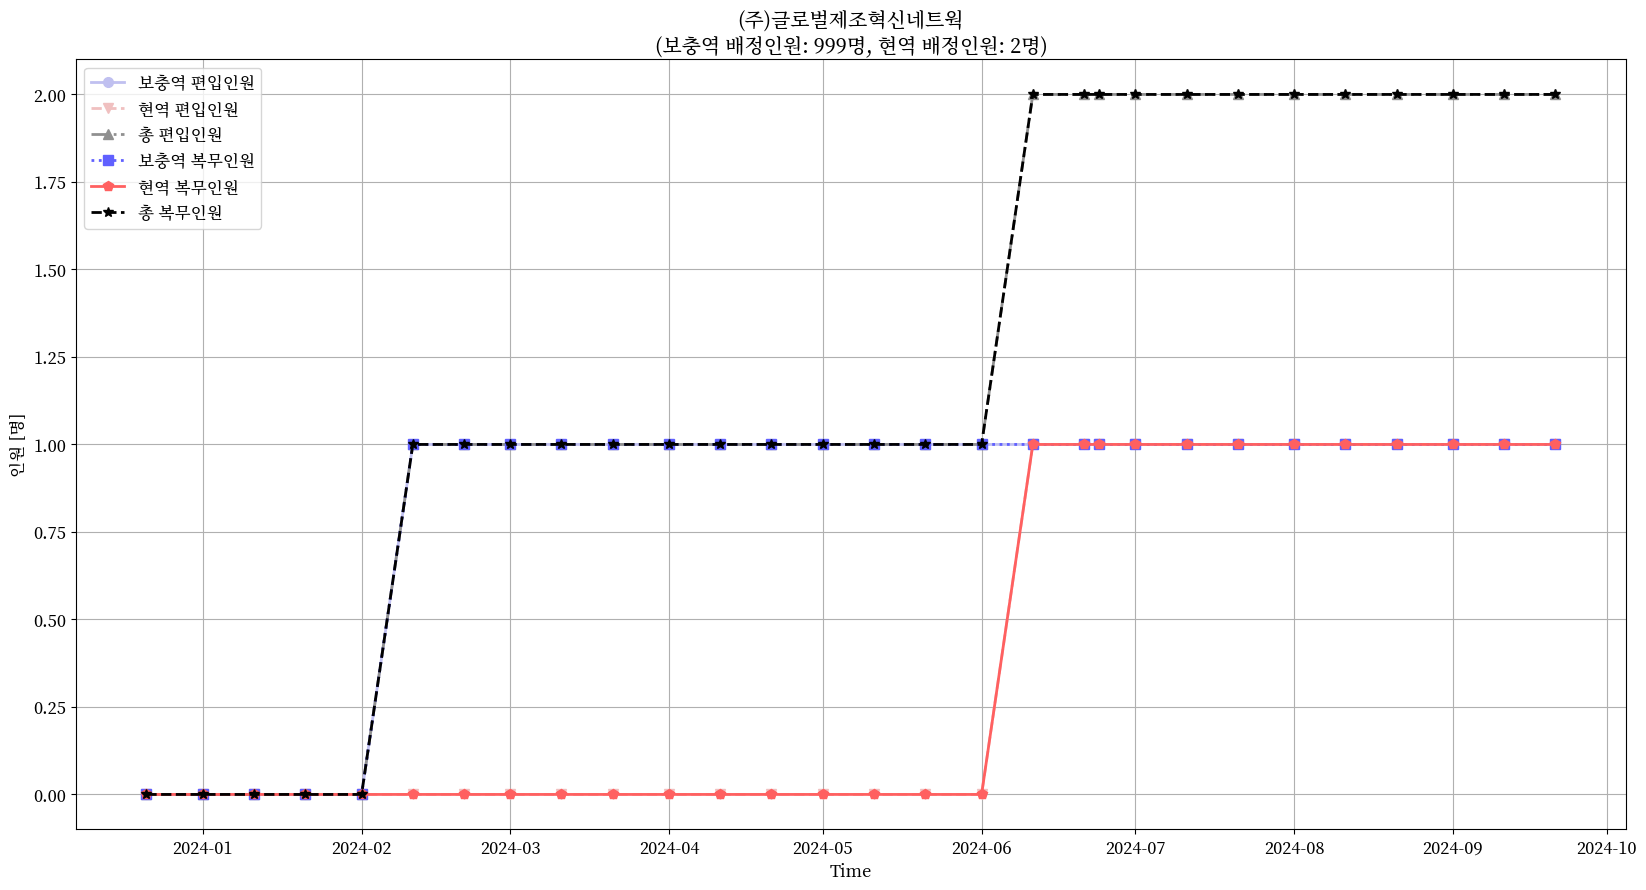 (주)글로벌제조혁신네트웍
(보충역 배정인원: 999명, 현역 배정인원: 2명)
보충역 편입인원
현역 편입인원
총 편입인원
보충역 복무인원
현역 복무인원
총 복무인원
인원 [명]
2.00
1.75
1.50
1.25
1.00
0.75
0.50
0.25
0.00
2024-01 2024-02 2024-03 2024-04 2024-05 2024-06 2024-07 2024-08 2024-09 2024-10
Time